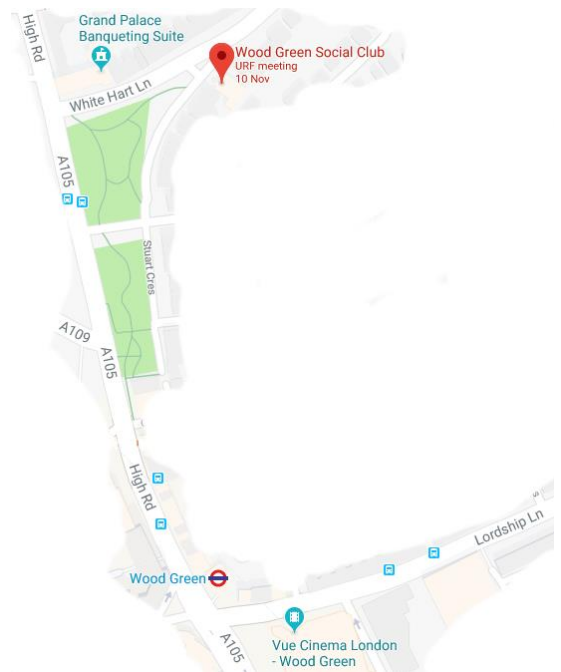 High Rd
Grand Palace
Banqueting Suite
Wood Green Social Club
URF meeting
10 Nov
White Hart Ln
A105
Stuart Cres
A109
A105
High Rd
Lordship Ln
Wood Green
A105
Vue Cinema London
- Wood Green